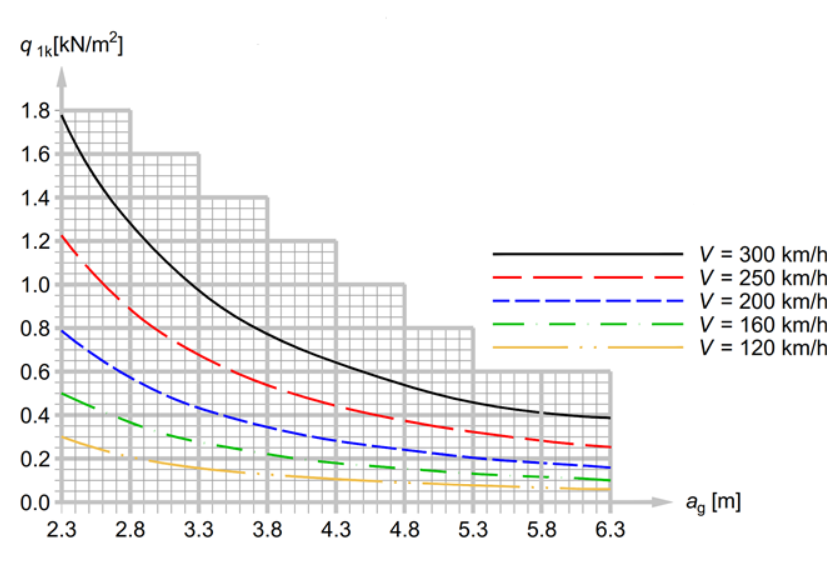 q 1k[kN/m²]
1.8
1.6
1.4
1.2
1.0
0.8
0.6
0.4
0.2
0.0
2.3 2.8 3.3 3.8 4.3 4.8 5.3 5.8 6.3
ag [m]
V = 300 km/h
V = 250 km/h
V = 200 km/h
V = 160 km/h
V = 120 km/h